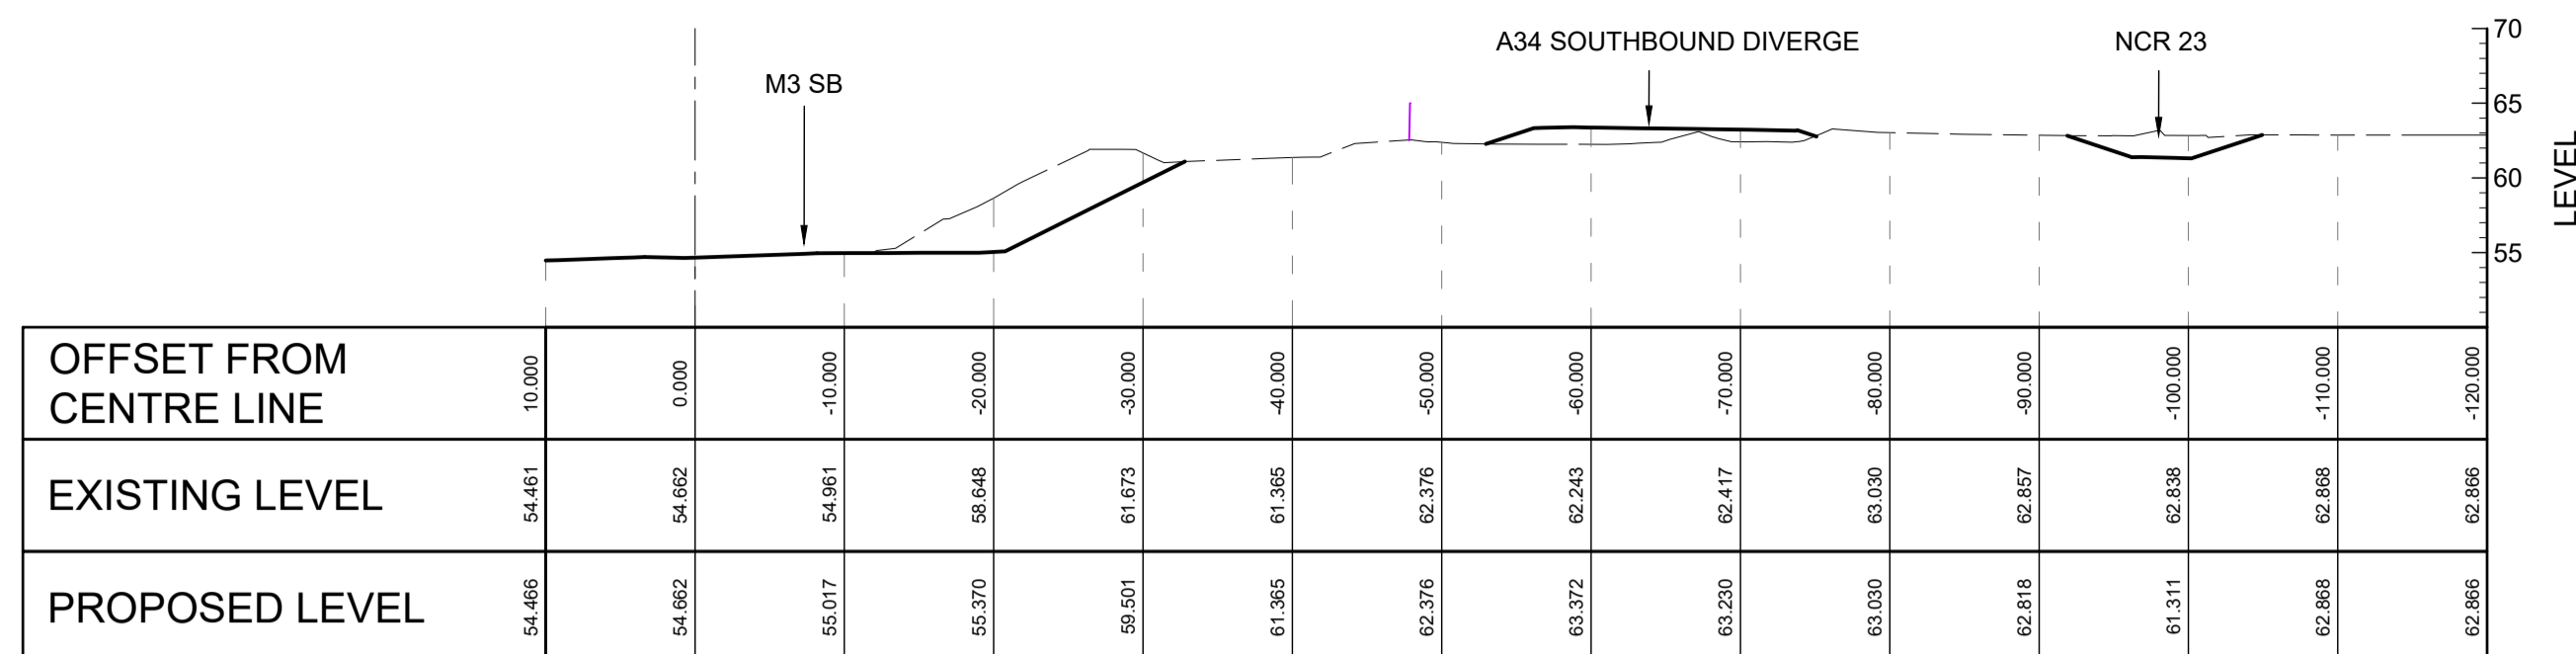 A34 SOUTHBOUND DIVERGE
NCR 23
M3 SB
70
65
60
55
LEVEL
OFFSET FROM
CENTRE LINE
10.000 0.000 -10.000 -20.000 -30.000 -40.000 -50.000 -60.000 -70.000 -80.000 -90.000 -100.000 -110.000 -120.000
EXISTING LEVEL
54.461 54.662 54.961 58.648 61.673 61.365 62.376 62.243 62.417 63.030 62.857 62.838 62.868 62.866
PROPOSED LEVEL
54.466 54.662 55.017 55.370 59.501 61.365 62.376 63.372 63.230 63.030 62.818 61.311 62.868 62.866